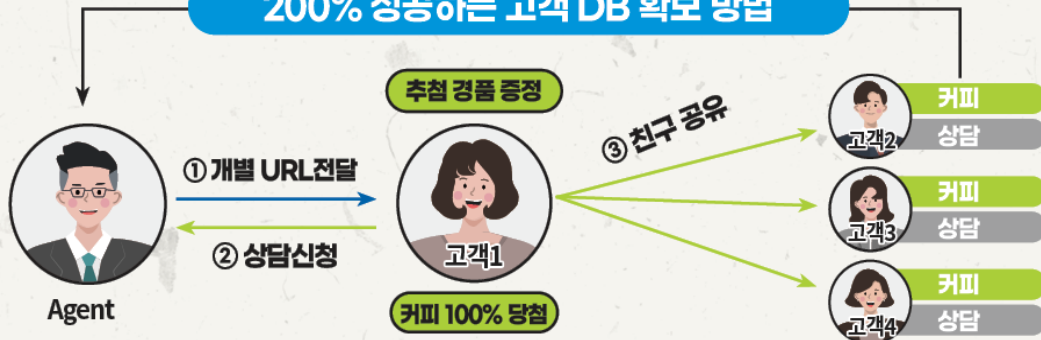 200% 성공하는 고객 DB 확보 방법
추첨 경품 증정
① 개별 URL전달
② 상담신청
Agent
고객1
커피 100% 당첨
③ 친구 공유
고객2
커피
상담
고객3
커피
상담
고객4
커피
상담